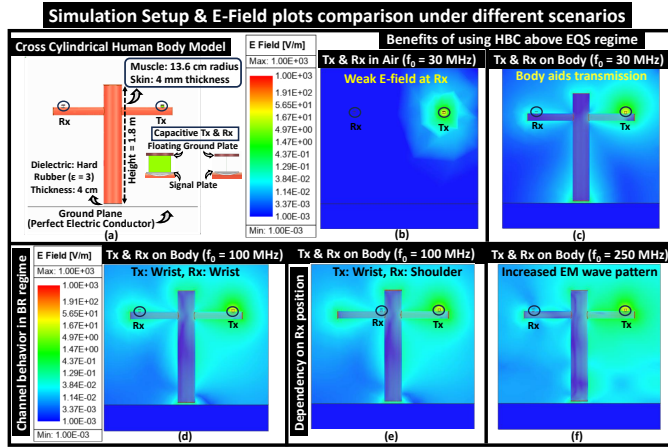 Simulation Setup & E-Field plots comparison under different scenarios
Cross Cylindrical Human Body Model
Muscle: 13.6 cm radius
Skin: 4 mm thickness
Rx
Tx
Height = 1.8 m
Capacitive Tx & Rx
Floating Ground Plate
Signal Plate
Dielectric: Hard
Rubber (ε = 3)
Thickness: 4 cm
Ground Plane
(Perfect Electric Conductor)
(a)
Benefits of using HBC above EQS regime
E Field [V/m]
Max: 1.00E+03
1.00E+03
1.91E+02
5.65E+01
1.67E+01
1.47E+00
4.37E-01
1.29E-01
3.84E-02
1.14E-02
3.37E-03
1.00E-03
Min: 1.00E-03
Tx & Rx in Air (f₀ = 30 MHz)
Weak E-field at Rx
Rx
Tx
(b)
Tx & Rx on Body (f₀ = 30 MHz)
Body aids transmission
Rx
Tx
(c)
Channel behavior in BR regime
E Field [V/m]
Max: 1.00E+03
1.00E+03
1.91E+02
5.65E+01
1.67E+01
1.47E+00
4.37E-01
1.29E-01
3.84E-02
1.14E-02
3.37E-03
1.00E-03
Min: 1.00E-03
Tx & Rx on Body (f₀ = 100 MHz)
Tx: Wrist, Rx: Wrist
Rx
Tx
(d)
Dependency on Rx position
Tx & Rx on Body (f₀ = 100 MHz)
Tx: Wrist, Rx: Shoulder
Rx
Tx
(e)
Tx & Rx on Body (f₀ = 250 MHz)
Increased EM wave pattern
Rx
Tx
(f)